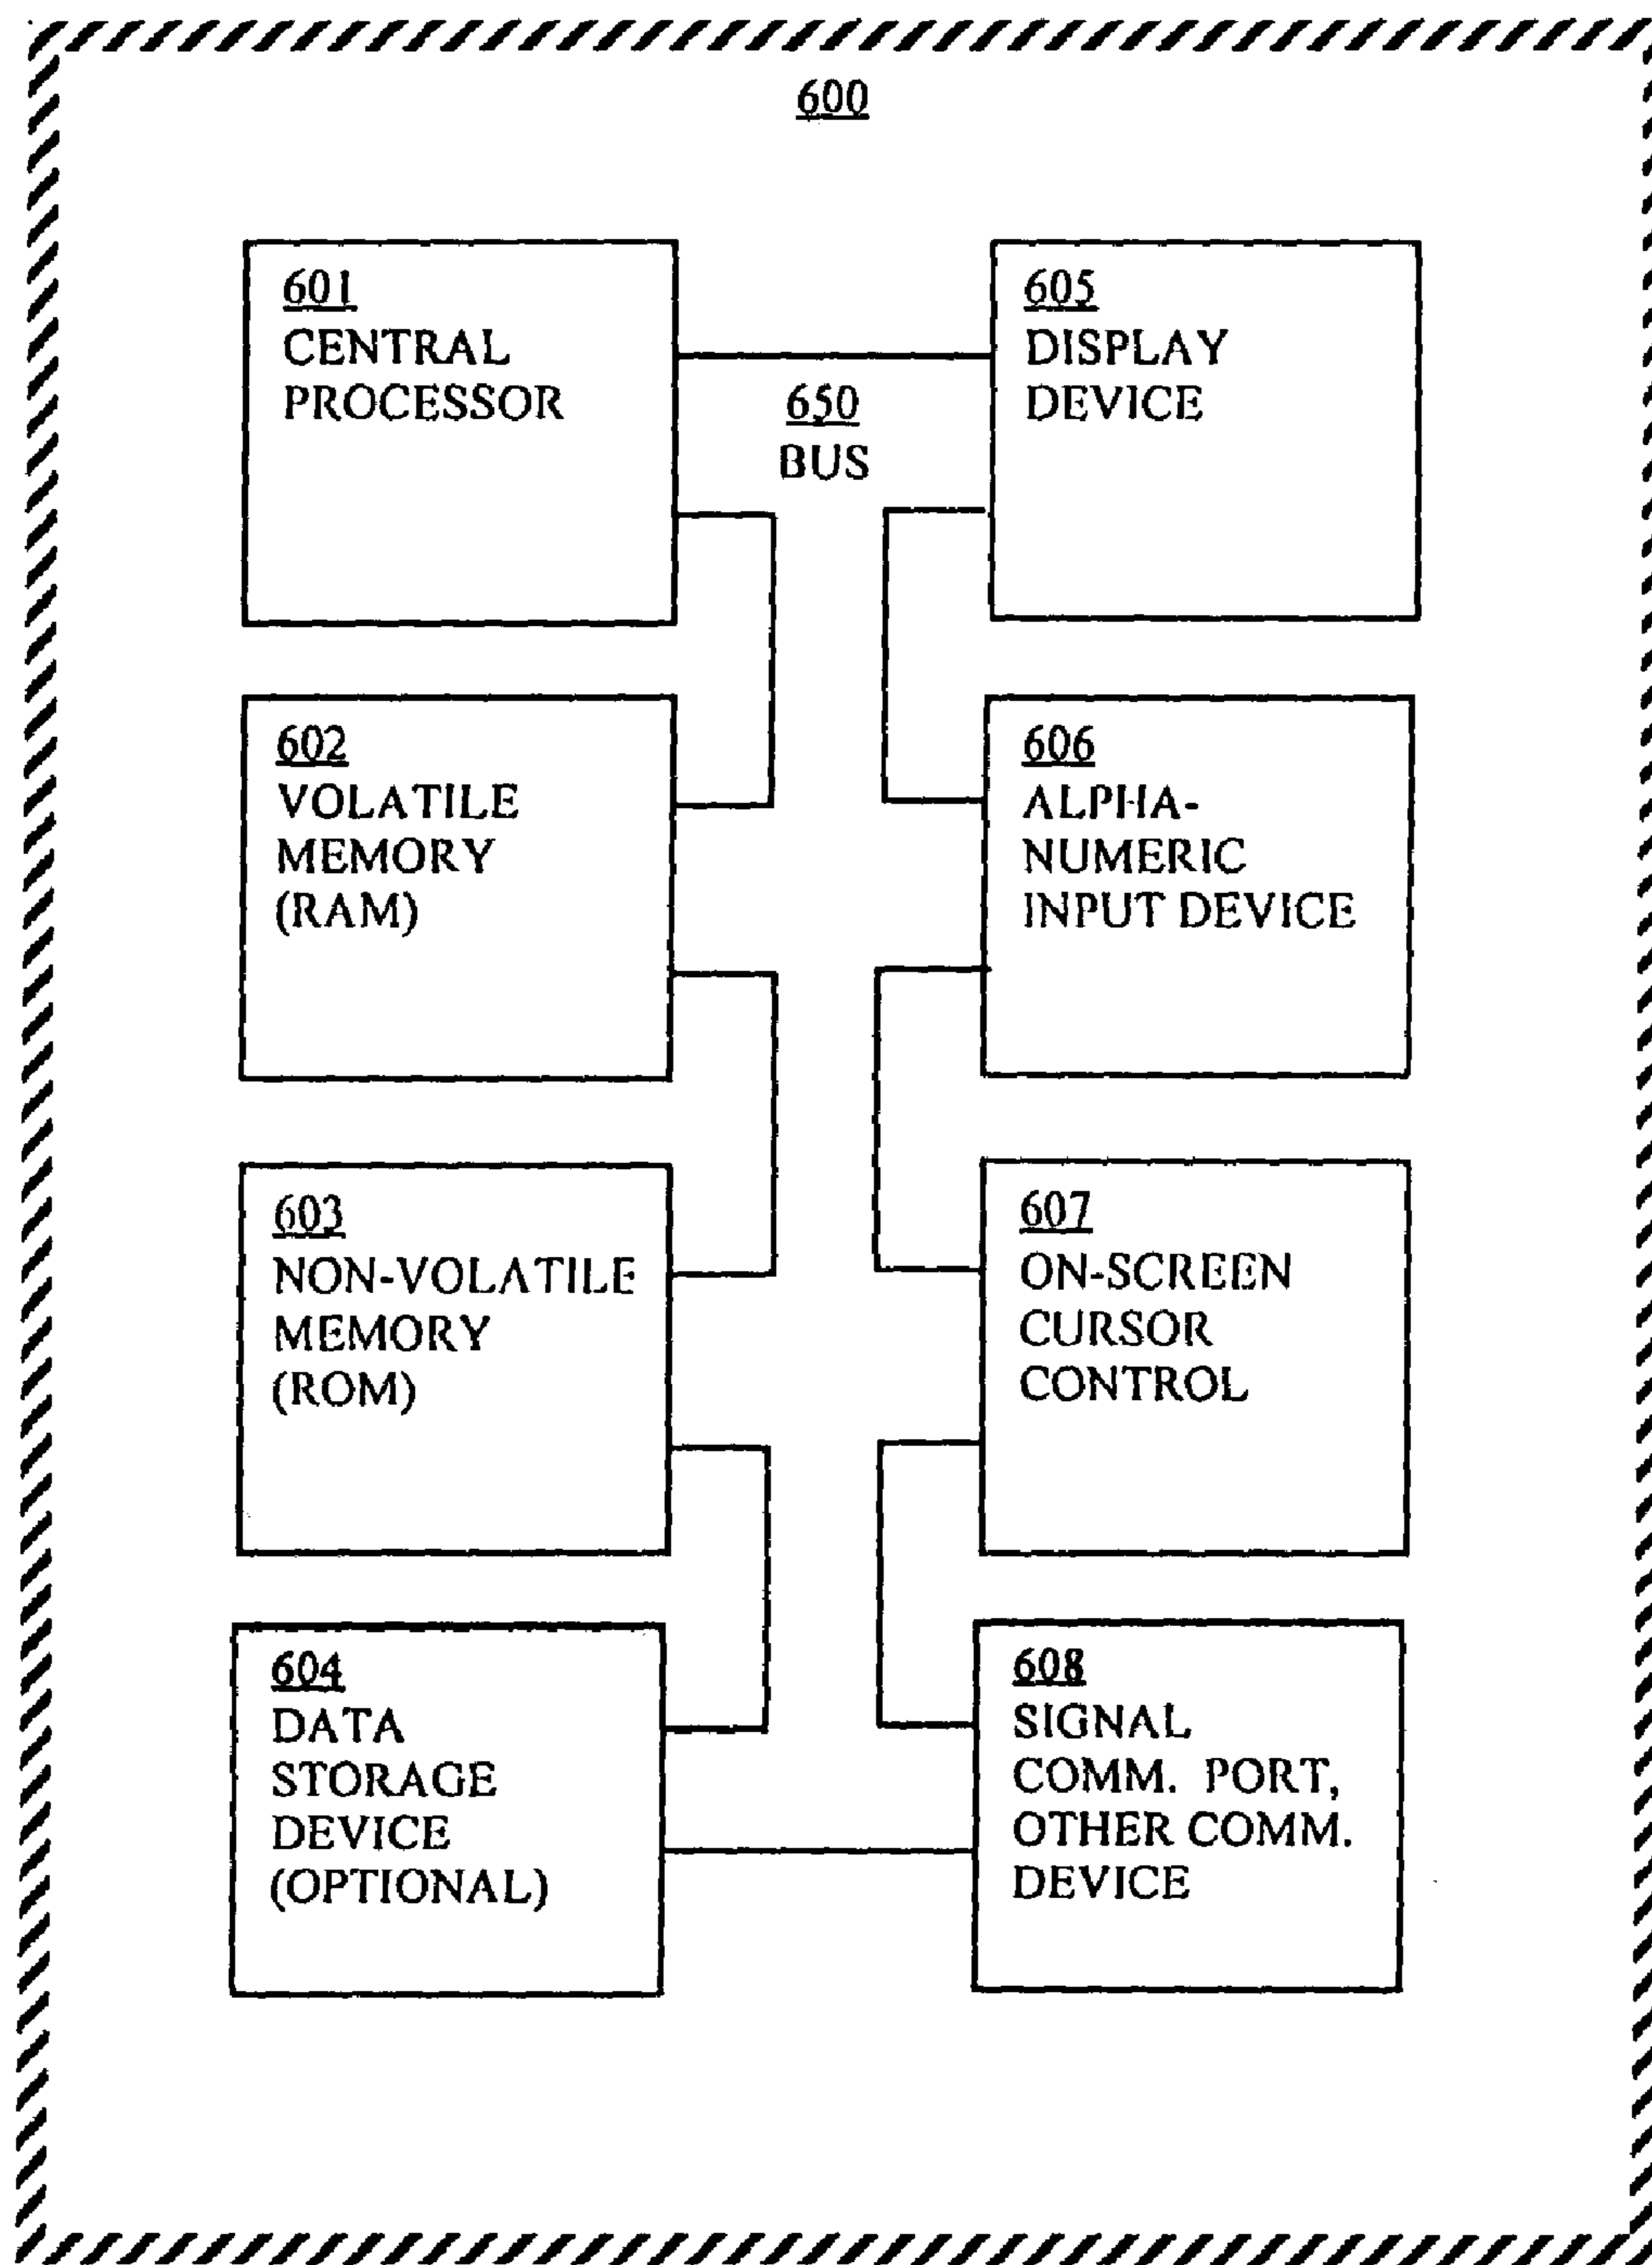 600
601
CENTRAL
PROCESSOR
605
DISPLAY
DEVICE
650
BUS
602
VOLATILE
MEMORY
(RAM)
606
ALPHA-
NUMERIC
INPUT DEVICE
603
NON-VOLATILE
MEMORY
(ROM)
607
ON-SCREEN
CURSOR
CONTROL
604
DATA
STORAGE
DEVICE
(OPTIONAL)
608
SIGNAL
COMM. PORT,
OTHER COMM.
DEVICE